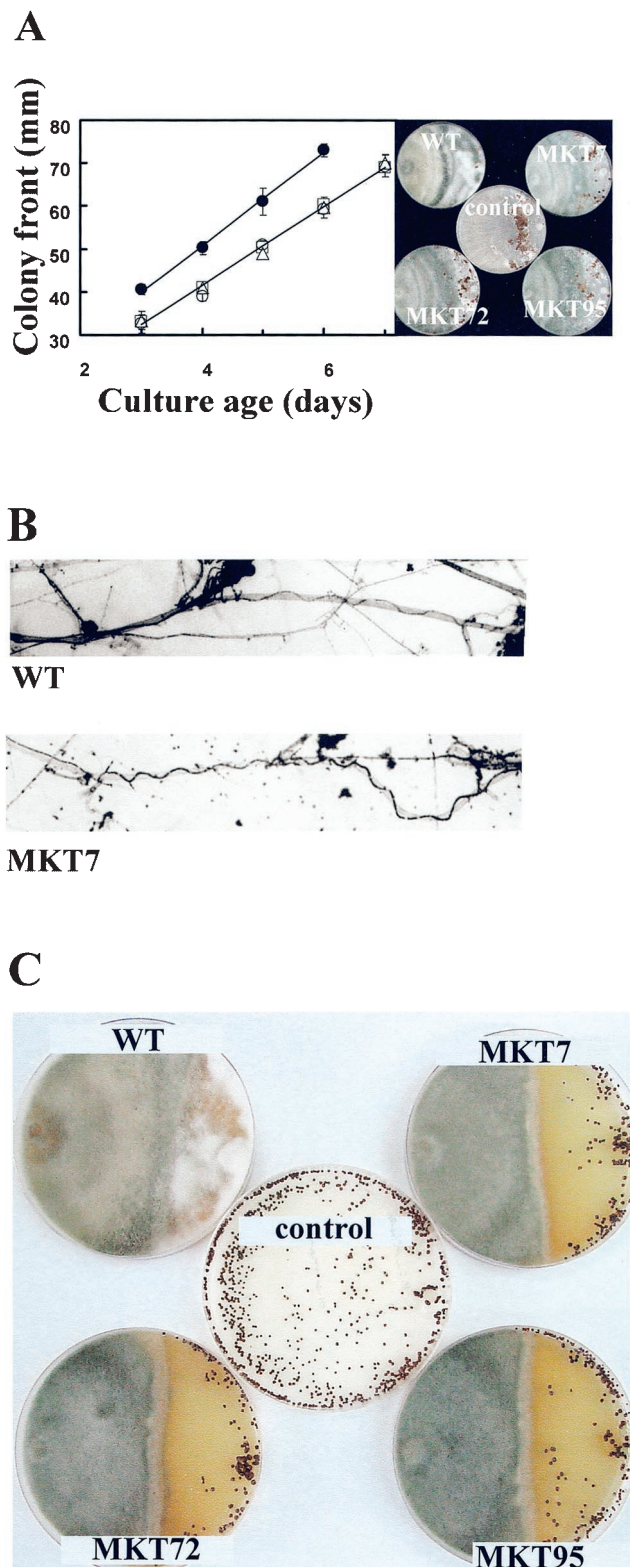 A
Colony front (mm)
80
70
60
50
40
30
2
4
6
Culture age (days)
WT
MKT7
control
MKT72
MKT95
B
WT
MKT7
C
WT
MKT7
control
MKT72
MKT95